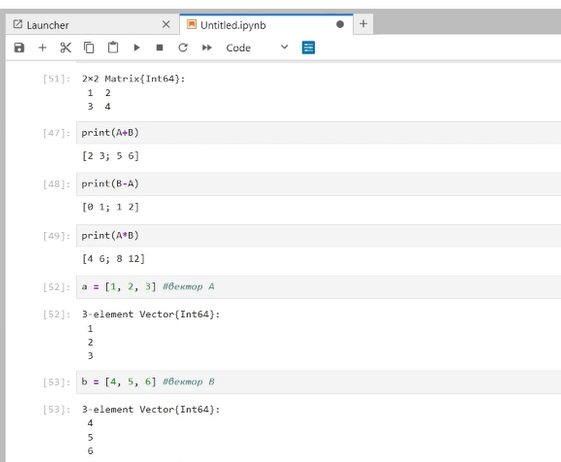 Launcher
Untitled.ipynb
Code
[51]: 2×2 Matrix{Int64}:
1 2
3 4
[47]: print(A+B)
[2 3; 5 6]
[48]: print(B-A)
[0 1; 1 2]
[49]: print(A*B)
[4 6; 8 12]
[52]: a = [1, 2, 3] #вектор A
[52]: 3-element Vector{Int64}:
1
2
3
[53]: b = [4, 5, 6] #вектор B
[53]: 3-element Vector{Int64}:
4
5
6